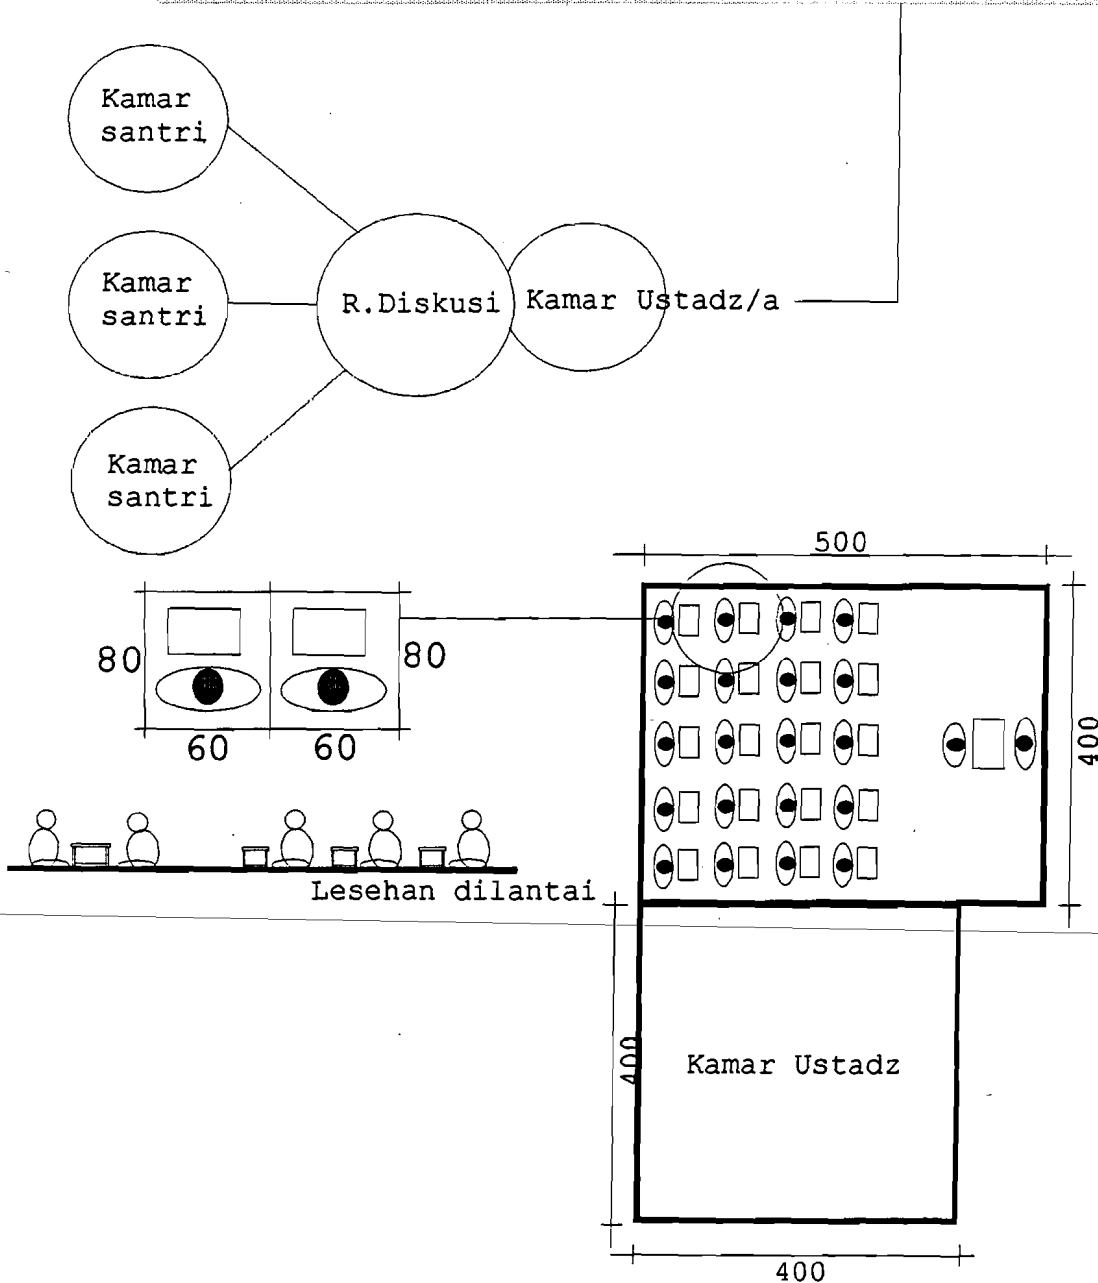 Kamar
santri
Kamar
santri
R.Diskusi
Kamar Ustadz/a
Kamar
santri
500
80
80
60
60
400
Lesehan dilantai
400
Kamar Ustadz
400